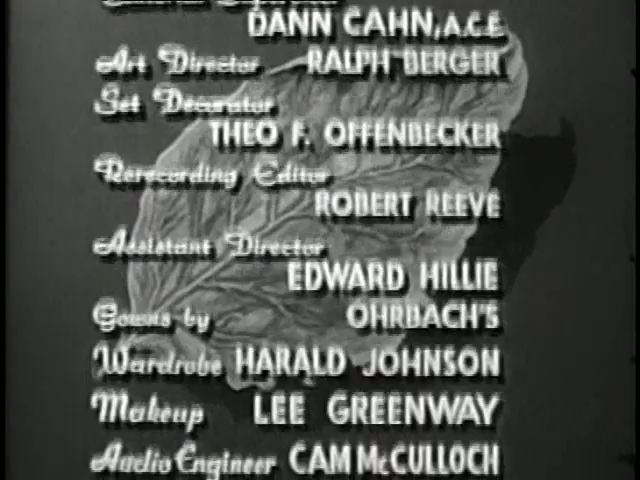 DANN CAHN, A.C.E
Art Director RALPH BERGER
Set Decorator
THEO F. OFFENBECKER
Rerecording Editor
ROBERT REEVE
Assistant Director
EDWARD HILLIE
Gowns by OHRBACH'S
Wardrobe HARALD JOHNSON
Makeup LEE GREENWAY
Audio Engineer CAM McCULLOCH